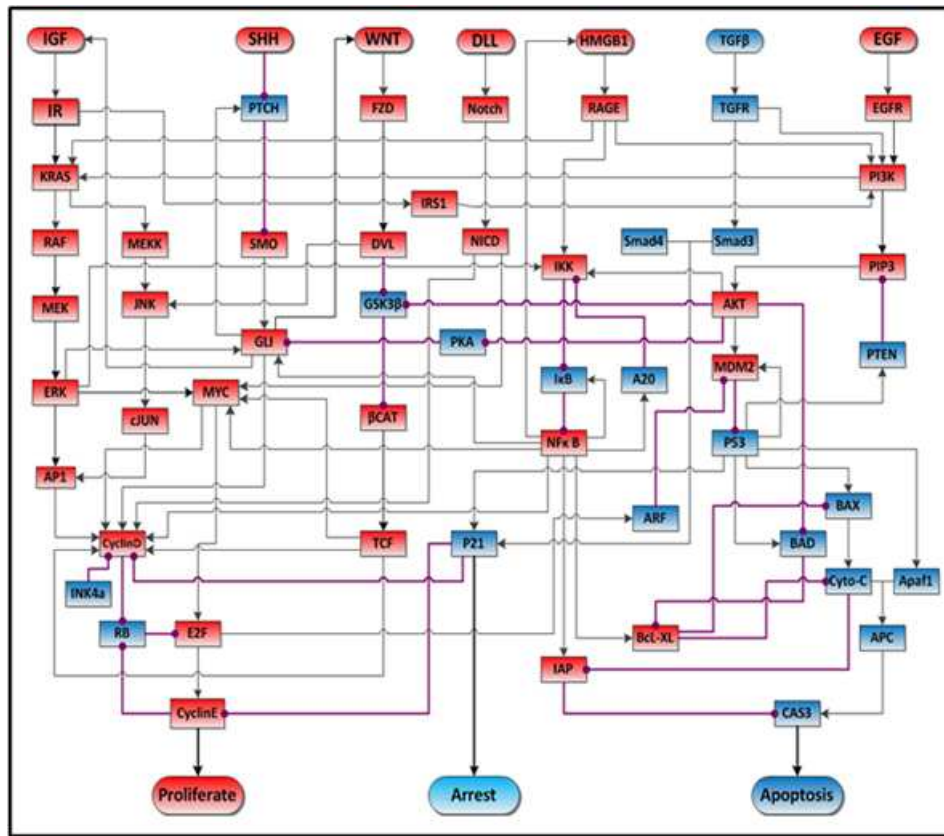 IGF SHH WNT DLL HMGB1 TGFβ EGF
IR PTCH FZD Notch RAGE TGFR EGFR
KRAS PI3K
IRS1
RAF MEKK SMO DVL NICD Smad4 Smad3
IKK PIP3
MEK JNK GSK3β AKT
GLI PKA PTEN
MDM2
ERK MYC IκB A20
cJUN βCAT
NFκ B P53
AP1
BAX
ARF
CyclinD TCF P21 BAD
INK4a Cyto-C Apaf1
RB E2F BcL-XL APC
IAP
CyclinE CAS3
Proliferate Arrest Apoptosis